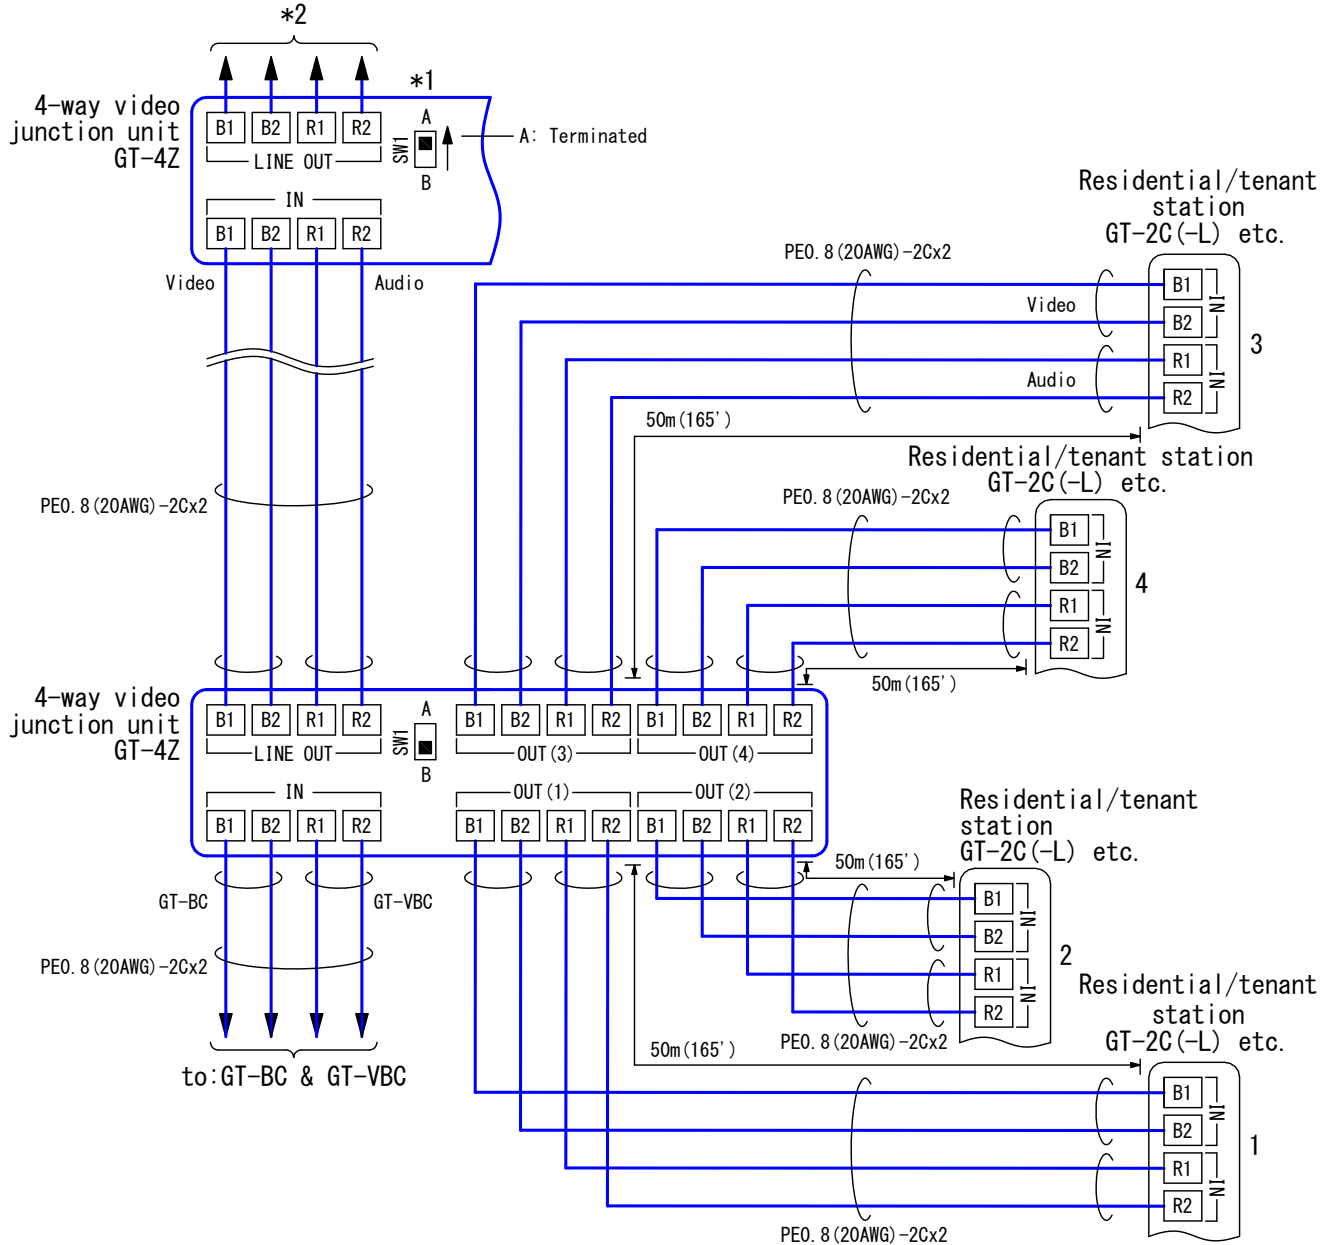 *2
*1
4-way video
junction unit
GT-4Z
B1 B2 R1 R2
LINE OUT
SW1
A
B
A: Terminated
IN
B1 B2 R1 R2
Video
Audio
PE0.8(20AWG)-2Cx2
Residential/tenant
station
GT-2C(-L) etc.
PE0.8(20AWG)-2Cx2
Video
Audio
B1
B2
IN
R1
R2
IN
3
50m(165')
Residential/tenant station
GT-2C(-L) etc.
PE0.8(20AWG)-2Cx2
B1
B2
IN
R1
R2
IN
4
50m(165')
4-way video
junction unit
GT-4Z
B1 B2 R1 R2
LINE OUT
SW1
A
B
B1 B2 R1 R2
OUT(3)
B1 B2 R1 R2
OUT(4)
IN
B1 B2 R1 R2
OUT(1)
B1 B2 R1 R2
OUT(2)
B1 B2 R1 R2
GT-BC
GT-VBC
PE0.8(20AWG)-2Cx2
to:GT-BC & GT-VBC
Residential/tenant
station
GT-2C(-L) etc.
50m(165')
B1
B2
IN
R1
R2
IN
2
PE0.8(20AWG)-2Cx2
Residential/tenant
station
GT-2C(-L) etc.
50m(165')
B1
B2
IN
R1
R2
IN
1
PE0.8(20AWG)-2Cx2